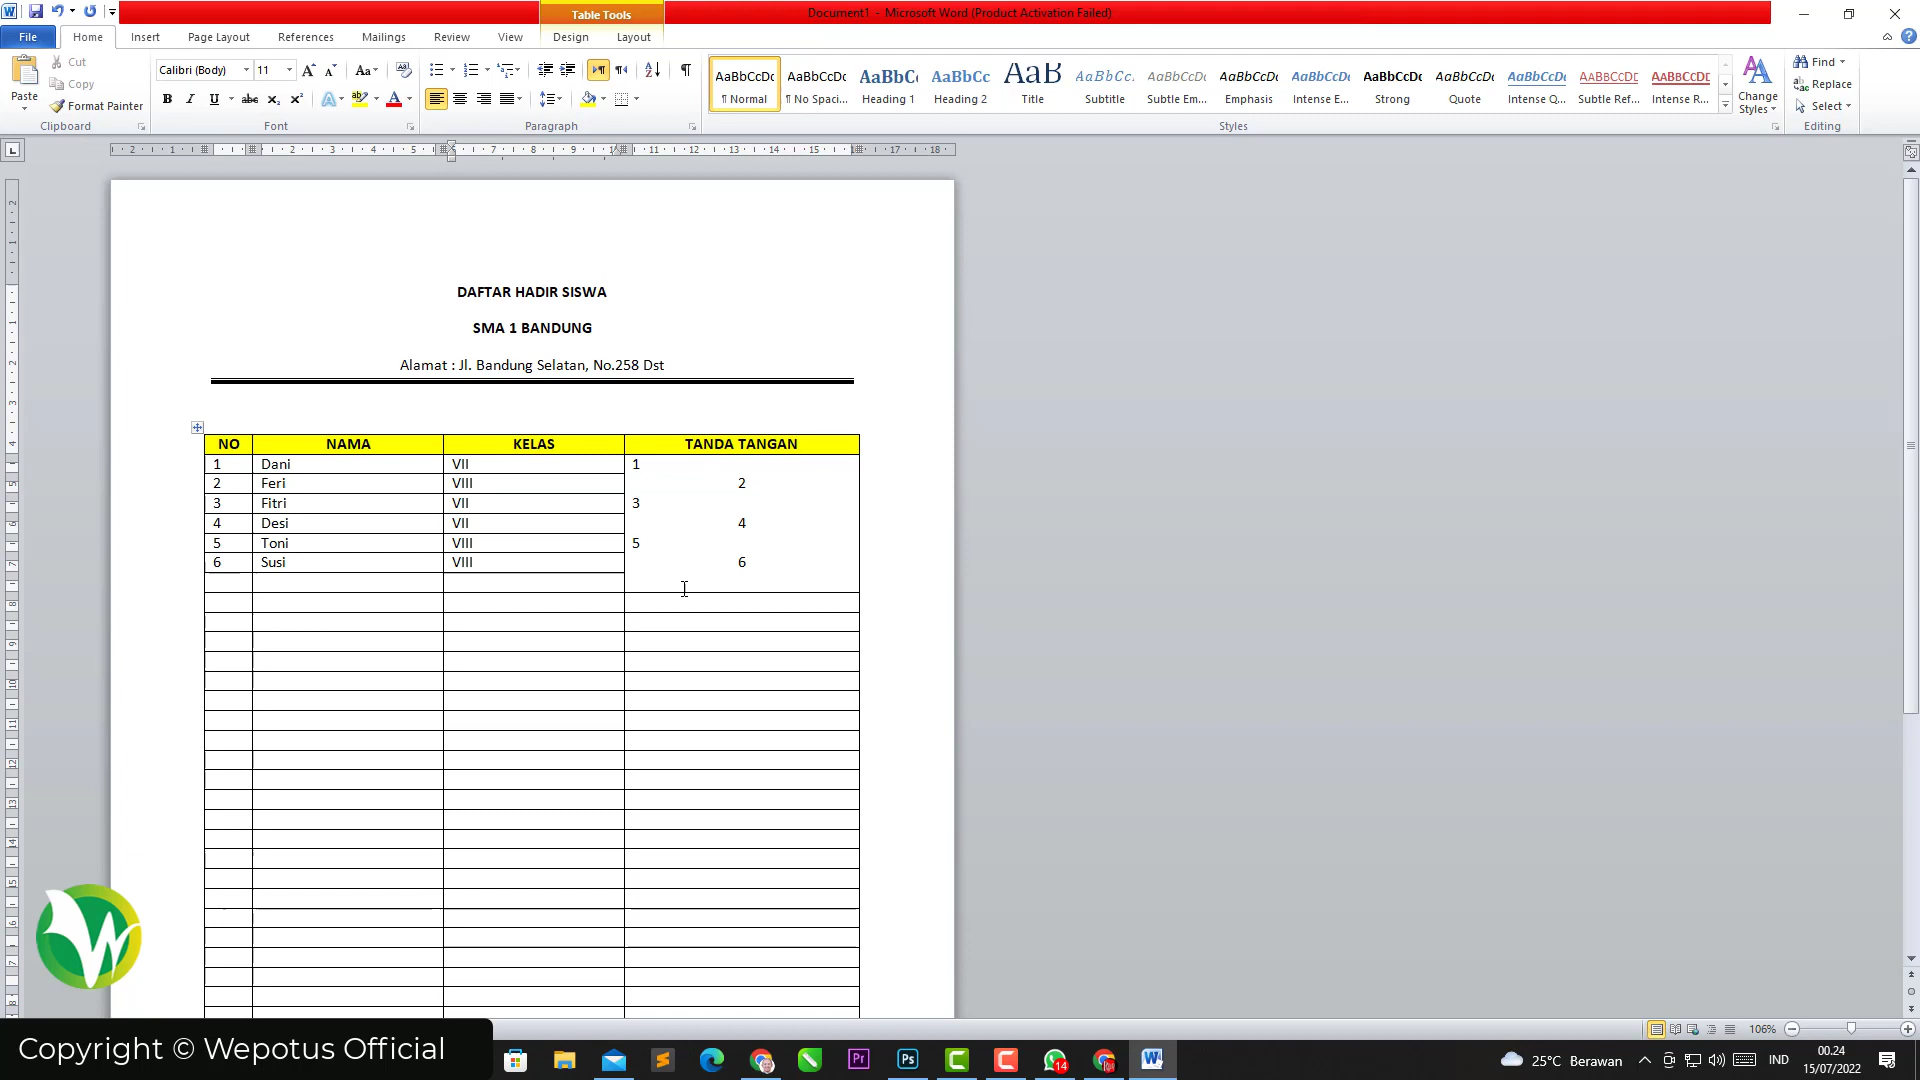 Table Tools
Document1 - Microsoft Word (Product Activation Failed)
File Home Insert Page Layout References Mailings Review View Design Layout
Paste
Cut
Copy
Format Painter
Clipboard
Calibri (Body) 11
Font
Paragraph
AaBbCcDc AaBbCcDc AaBbCc AaBbCc AaB AaBbCc. AaBbCcDc AaBbCcDc AaBbCcDc AaBbCcDc AaBbCcDc AaBbCcDc AABBCCDE AABBCCDE
¶ Normal ¶ No Spaci... Heading 1 Heading 2 Title Subtitle Subtle Em... Emphasis Intense E... Strong Quote Intense Q... Subtle Ref... Intense R...
Styles
Change Styles
Find
Replace
Select
Editing
DAFTAR HADIR SISWA
SMA 1 BANDUNG
Alamat : Jl. Bandung Selatan, No.258 Dst
NO NAMA KELAS TANDA TANGAN
1 Dani VII 1
2 Feri VIII 2
3 Fitri VII 3
4 Desi VII 4
5 Toni VIII 5
6 Susi VIII 6
W
Copyright © Wepotus Official
106%
Pr
Ps
14
25°C Berawan
IND
00.24
15/07/2022